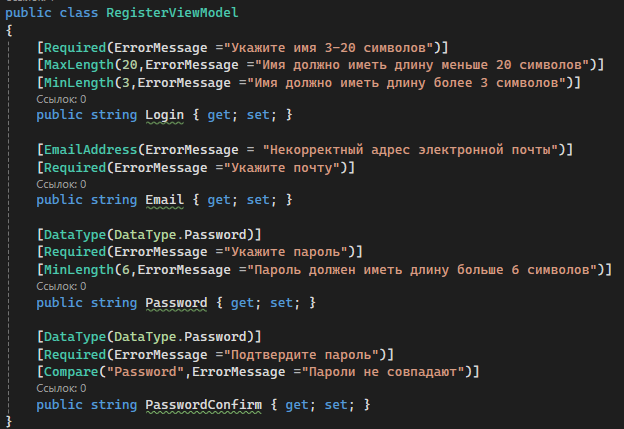 public class RegisterViewModel
{
[Required(ErrorMessage ="Укажите имя 3-20 символов")]
[MaxLength(20,ErrorMessage ="Имя должно иметь длину меньше 20 символов")]
[MinLength(3,ErrorMessage ="Имя должно иметь длину более 3 символов")]
Ссылок: 0
public string Login { get; set; }
[EmailAddress(ErrorMessage = "Некорректный адрес электронной почты")]
[Required(ErrorMessage ="Укажите почту")]
Ссылок: 0
public string Email { get; set; }
[DataType(DataType.Password)]
[Required(ErrorMessage ="Укажите пароль")]
[MinLength(6,ErrorMessage ="Пароль должен иметь длину больше 6 символов")]
Ссылок: 0
public string Password { get; set; }
[DataType(DataType.Password)]
[Required(ErrorMessage ="Подтвердите пароль")]
[Compare("Password",ErrorMessage ="Пароли не совпадают")]
Ссылок: 0
public string PasswordConfirm { get; set; }
}